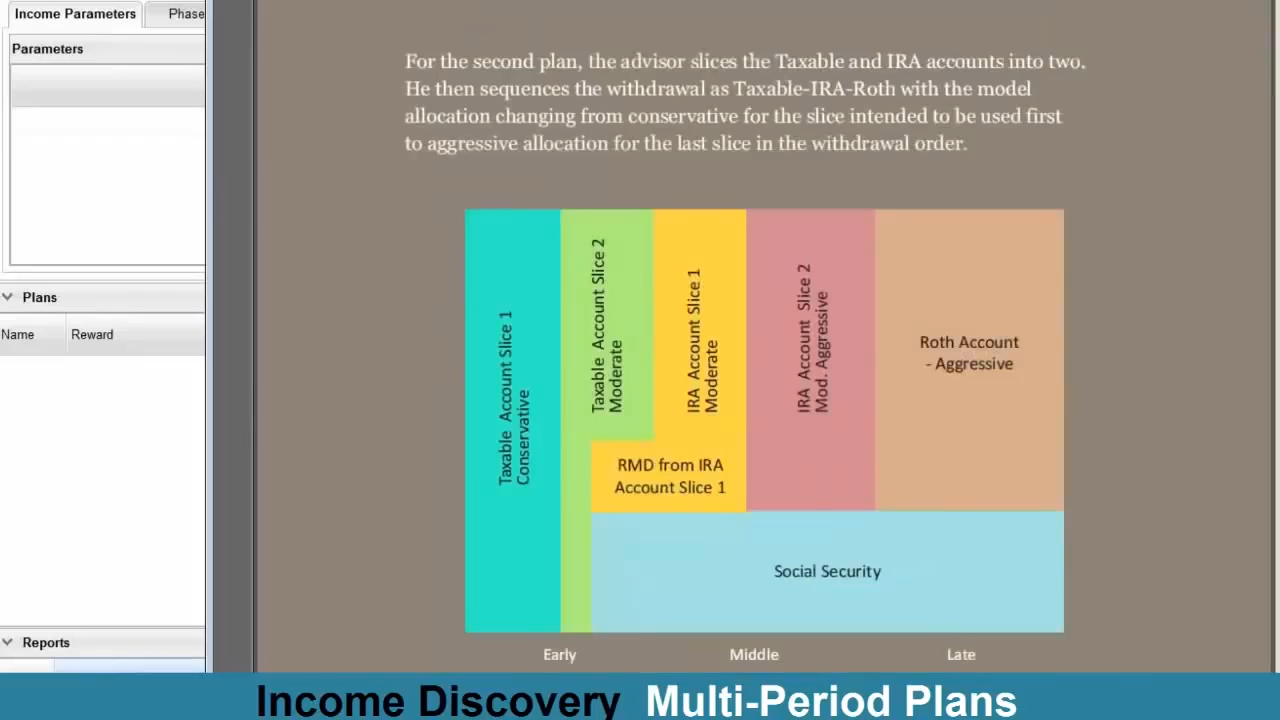 Income Parameters
Phase
Parameters
Plans
Name
Reward
Reports
For the second plan, the advisor slices the Taxable and IRA accounts into two.
He then sequences the withdrawal as Taxable-IRA-Roth with the model
allocation changing from conservative for the slice intended to be used first
to aggressive allocation for the last slice in the withdrawal order.
Taxable Account Slice 1
Conservative
Taxable Account Slice 2
Moderate
IRA Account Slice 1
Moderate
IRA Account Slice 2
Mod. Aggressive
Roth Account
- Aggressive
RMD from IRA
Account Slice 1
Social Security
Early
Middle
Late
Income Discovery Multi-Period Plans